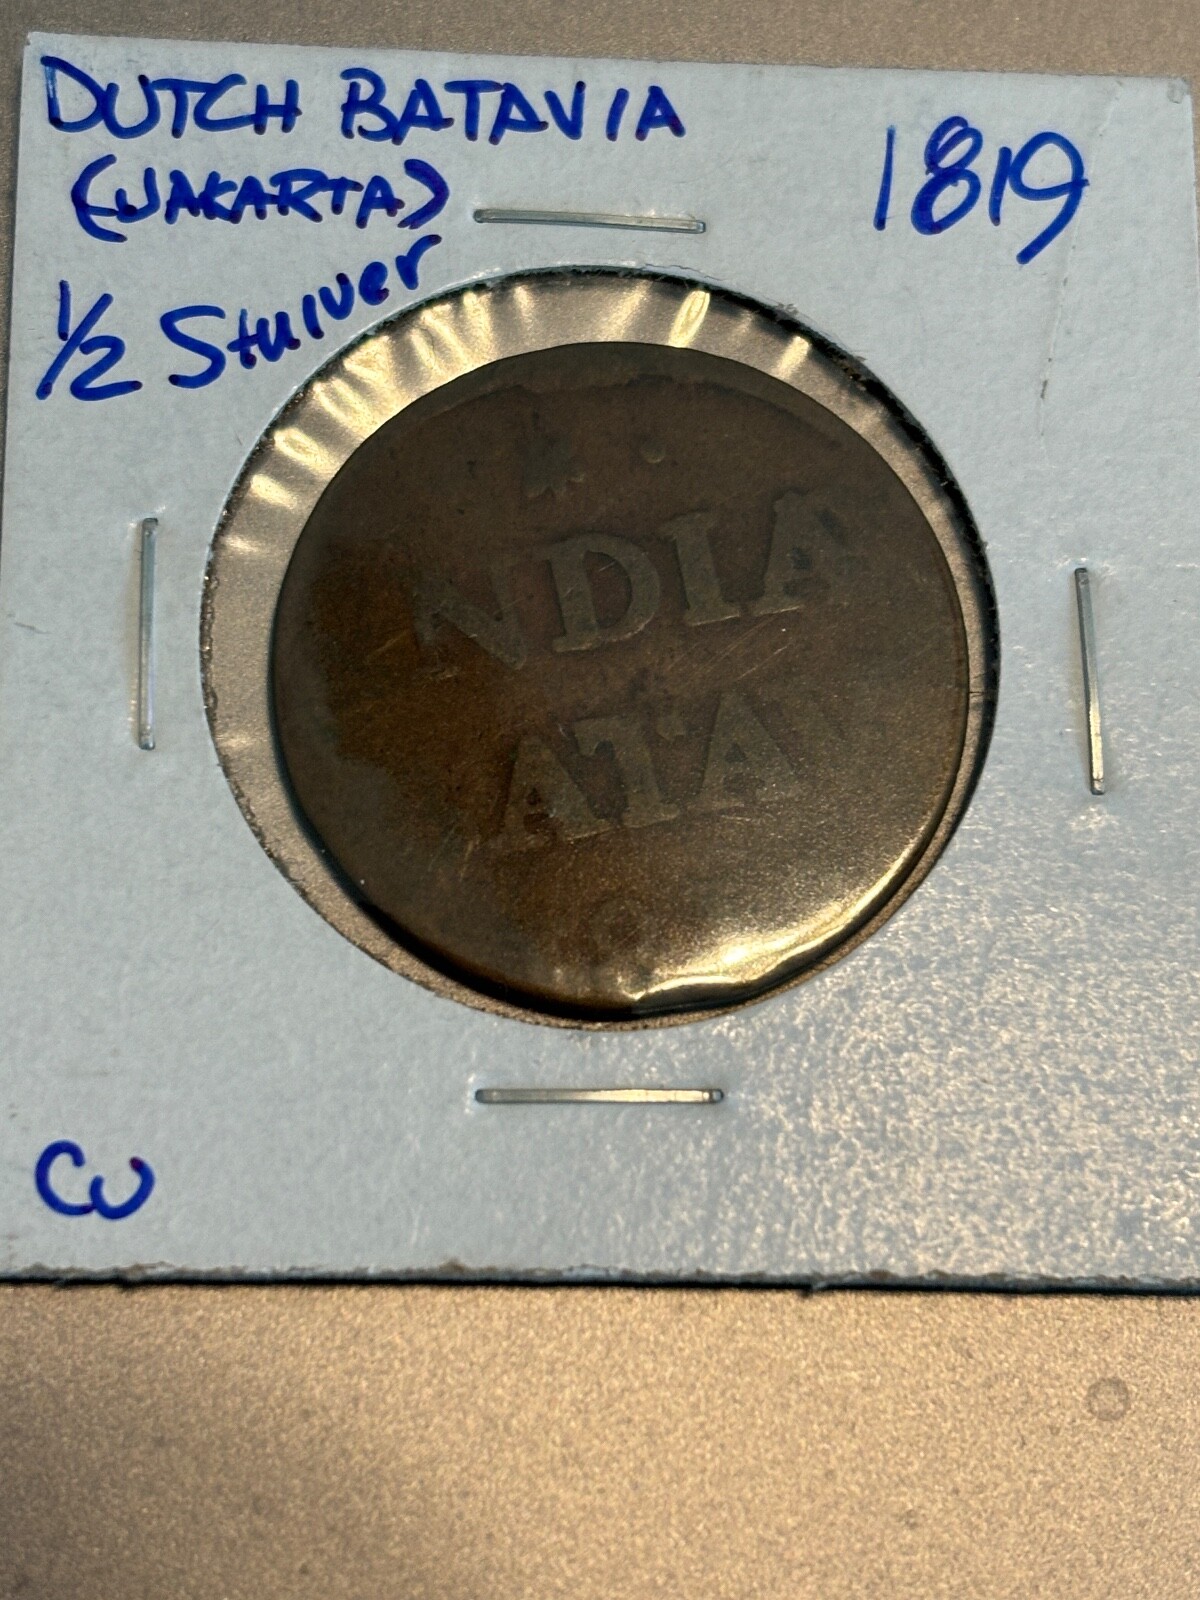 DUTCH BATAVIA
(JAKARTA)
1/2 Stuiver
1819
NDIA
ATA
Cu